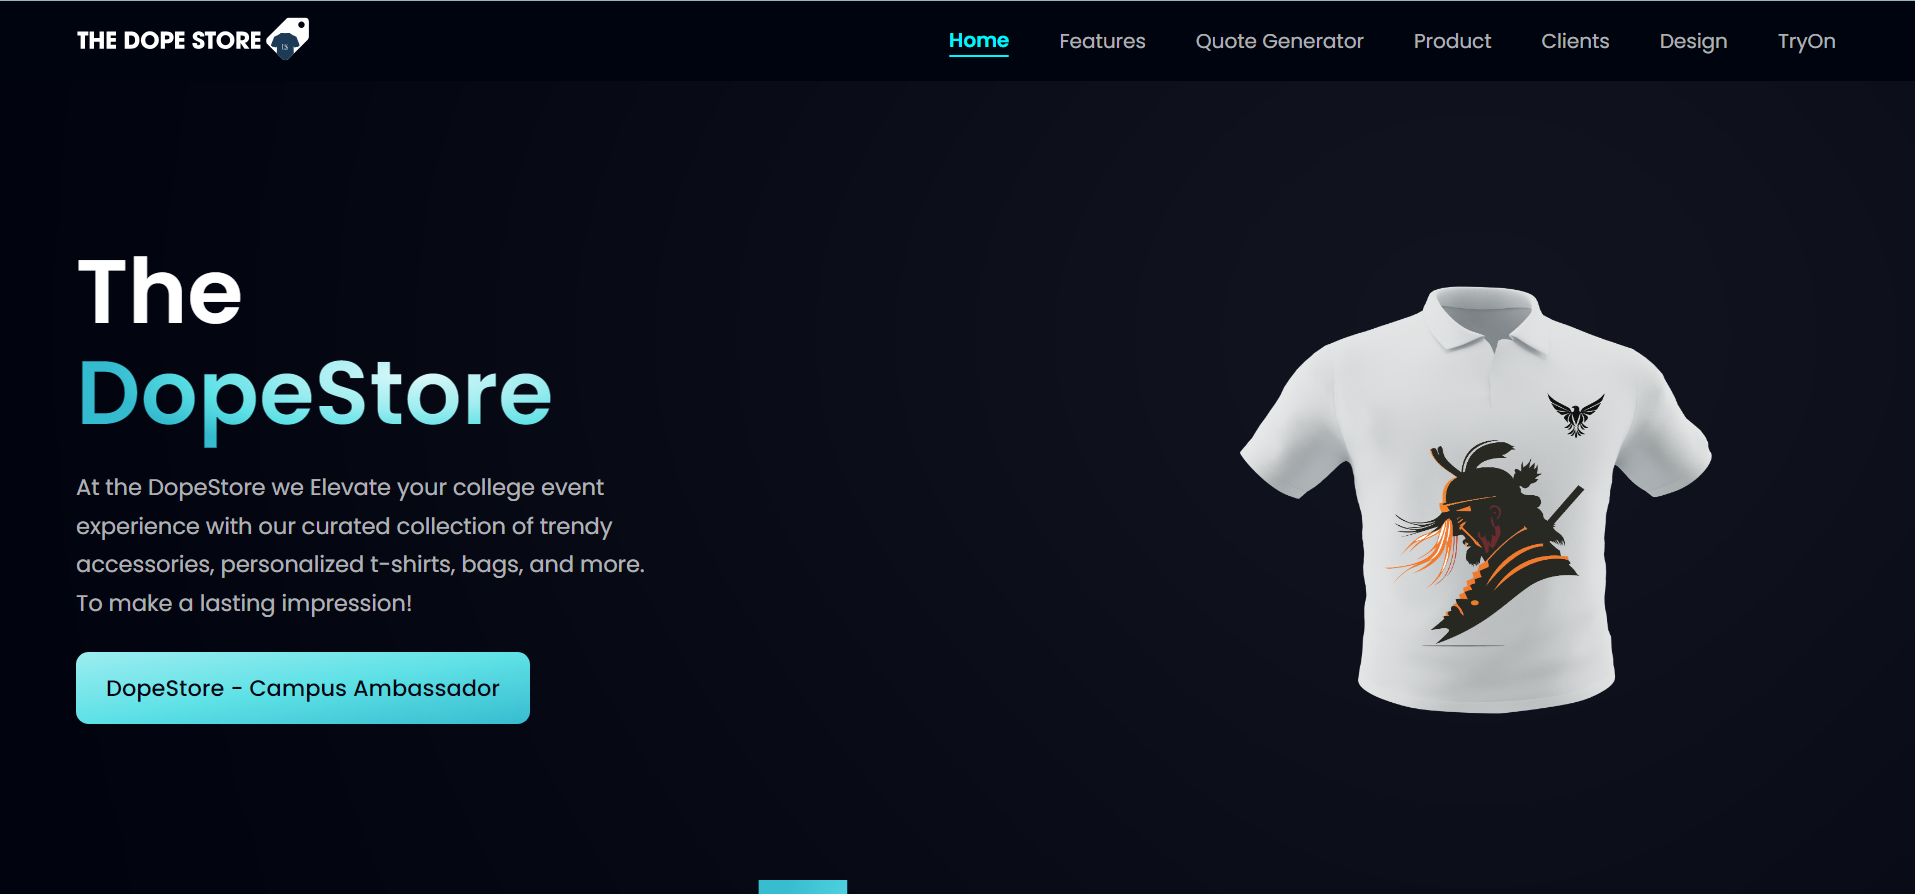 THE DOPE STORE
Home Features Quote Generator Product Clients Design TryOn
The
DopeStore
At the DopeStore we Elevate your college event
experience with our curated collection of trendy
accessories, personalized t-shirts, bags, and more.
To make a lasting impression!
DopeStore - Campus Ambassador